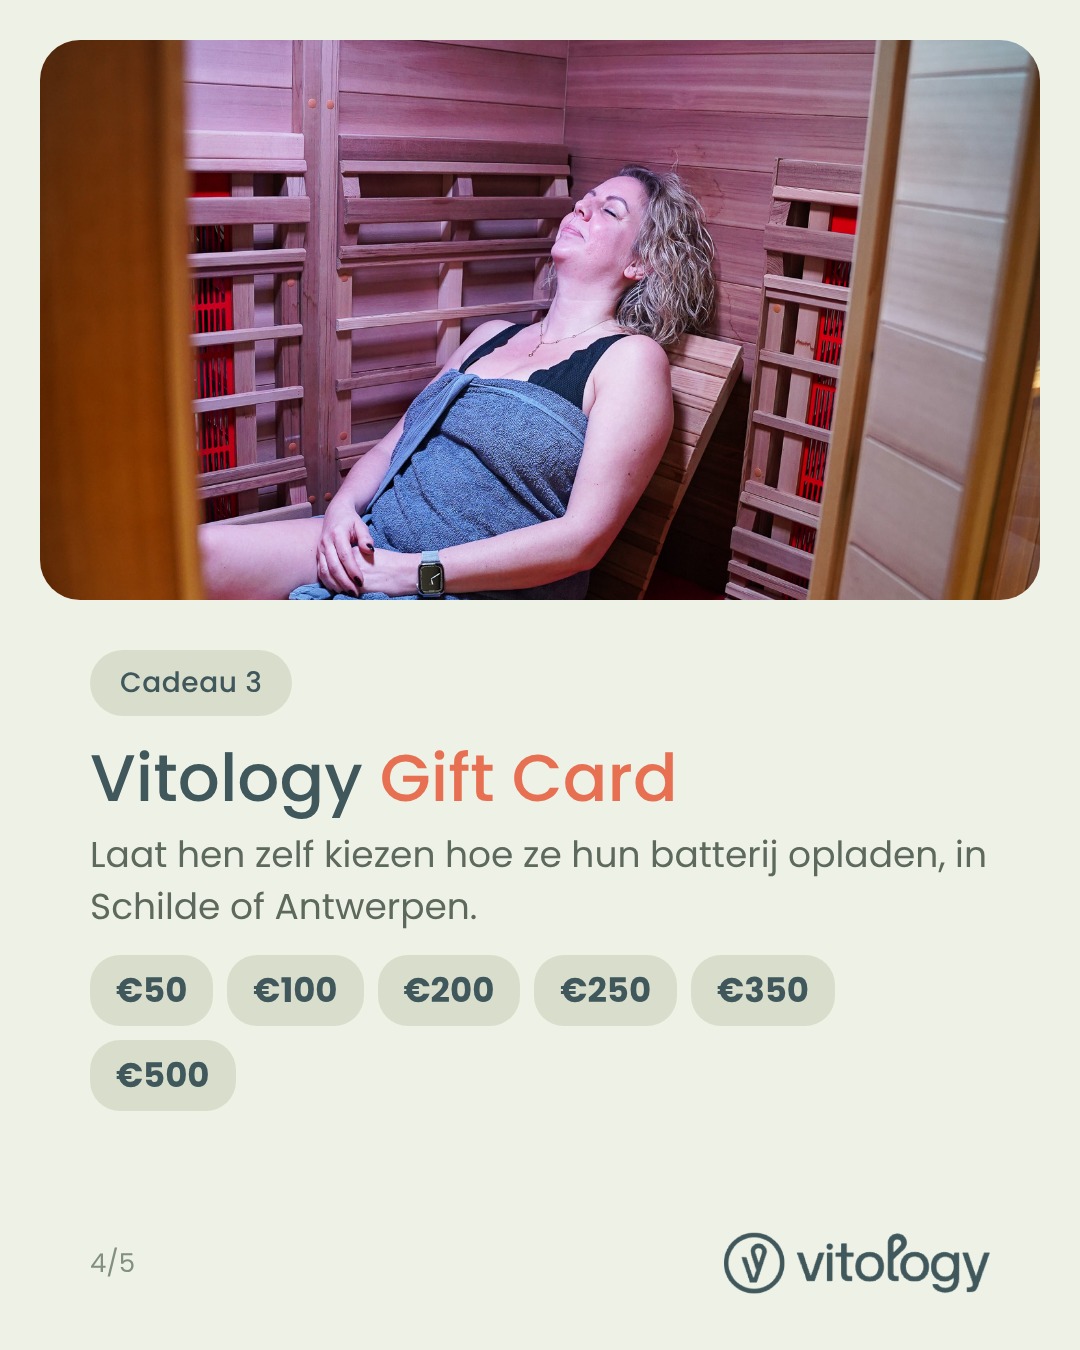 Cadeau 3
Vitology Gift Card
Laat hen zelf kiezen hoe ze hun batterij opladen, in
Schilde of Antwerpen.
€50 €100 €200 €250 €350
€500
4/5
vitology